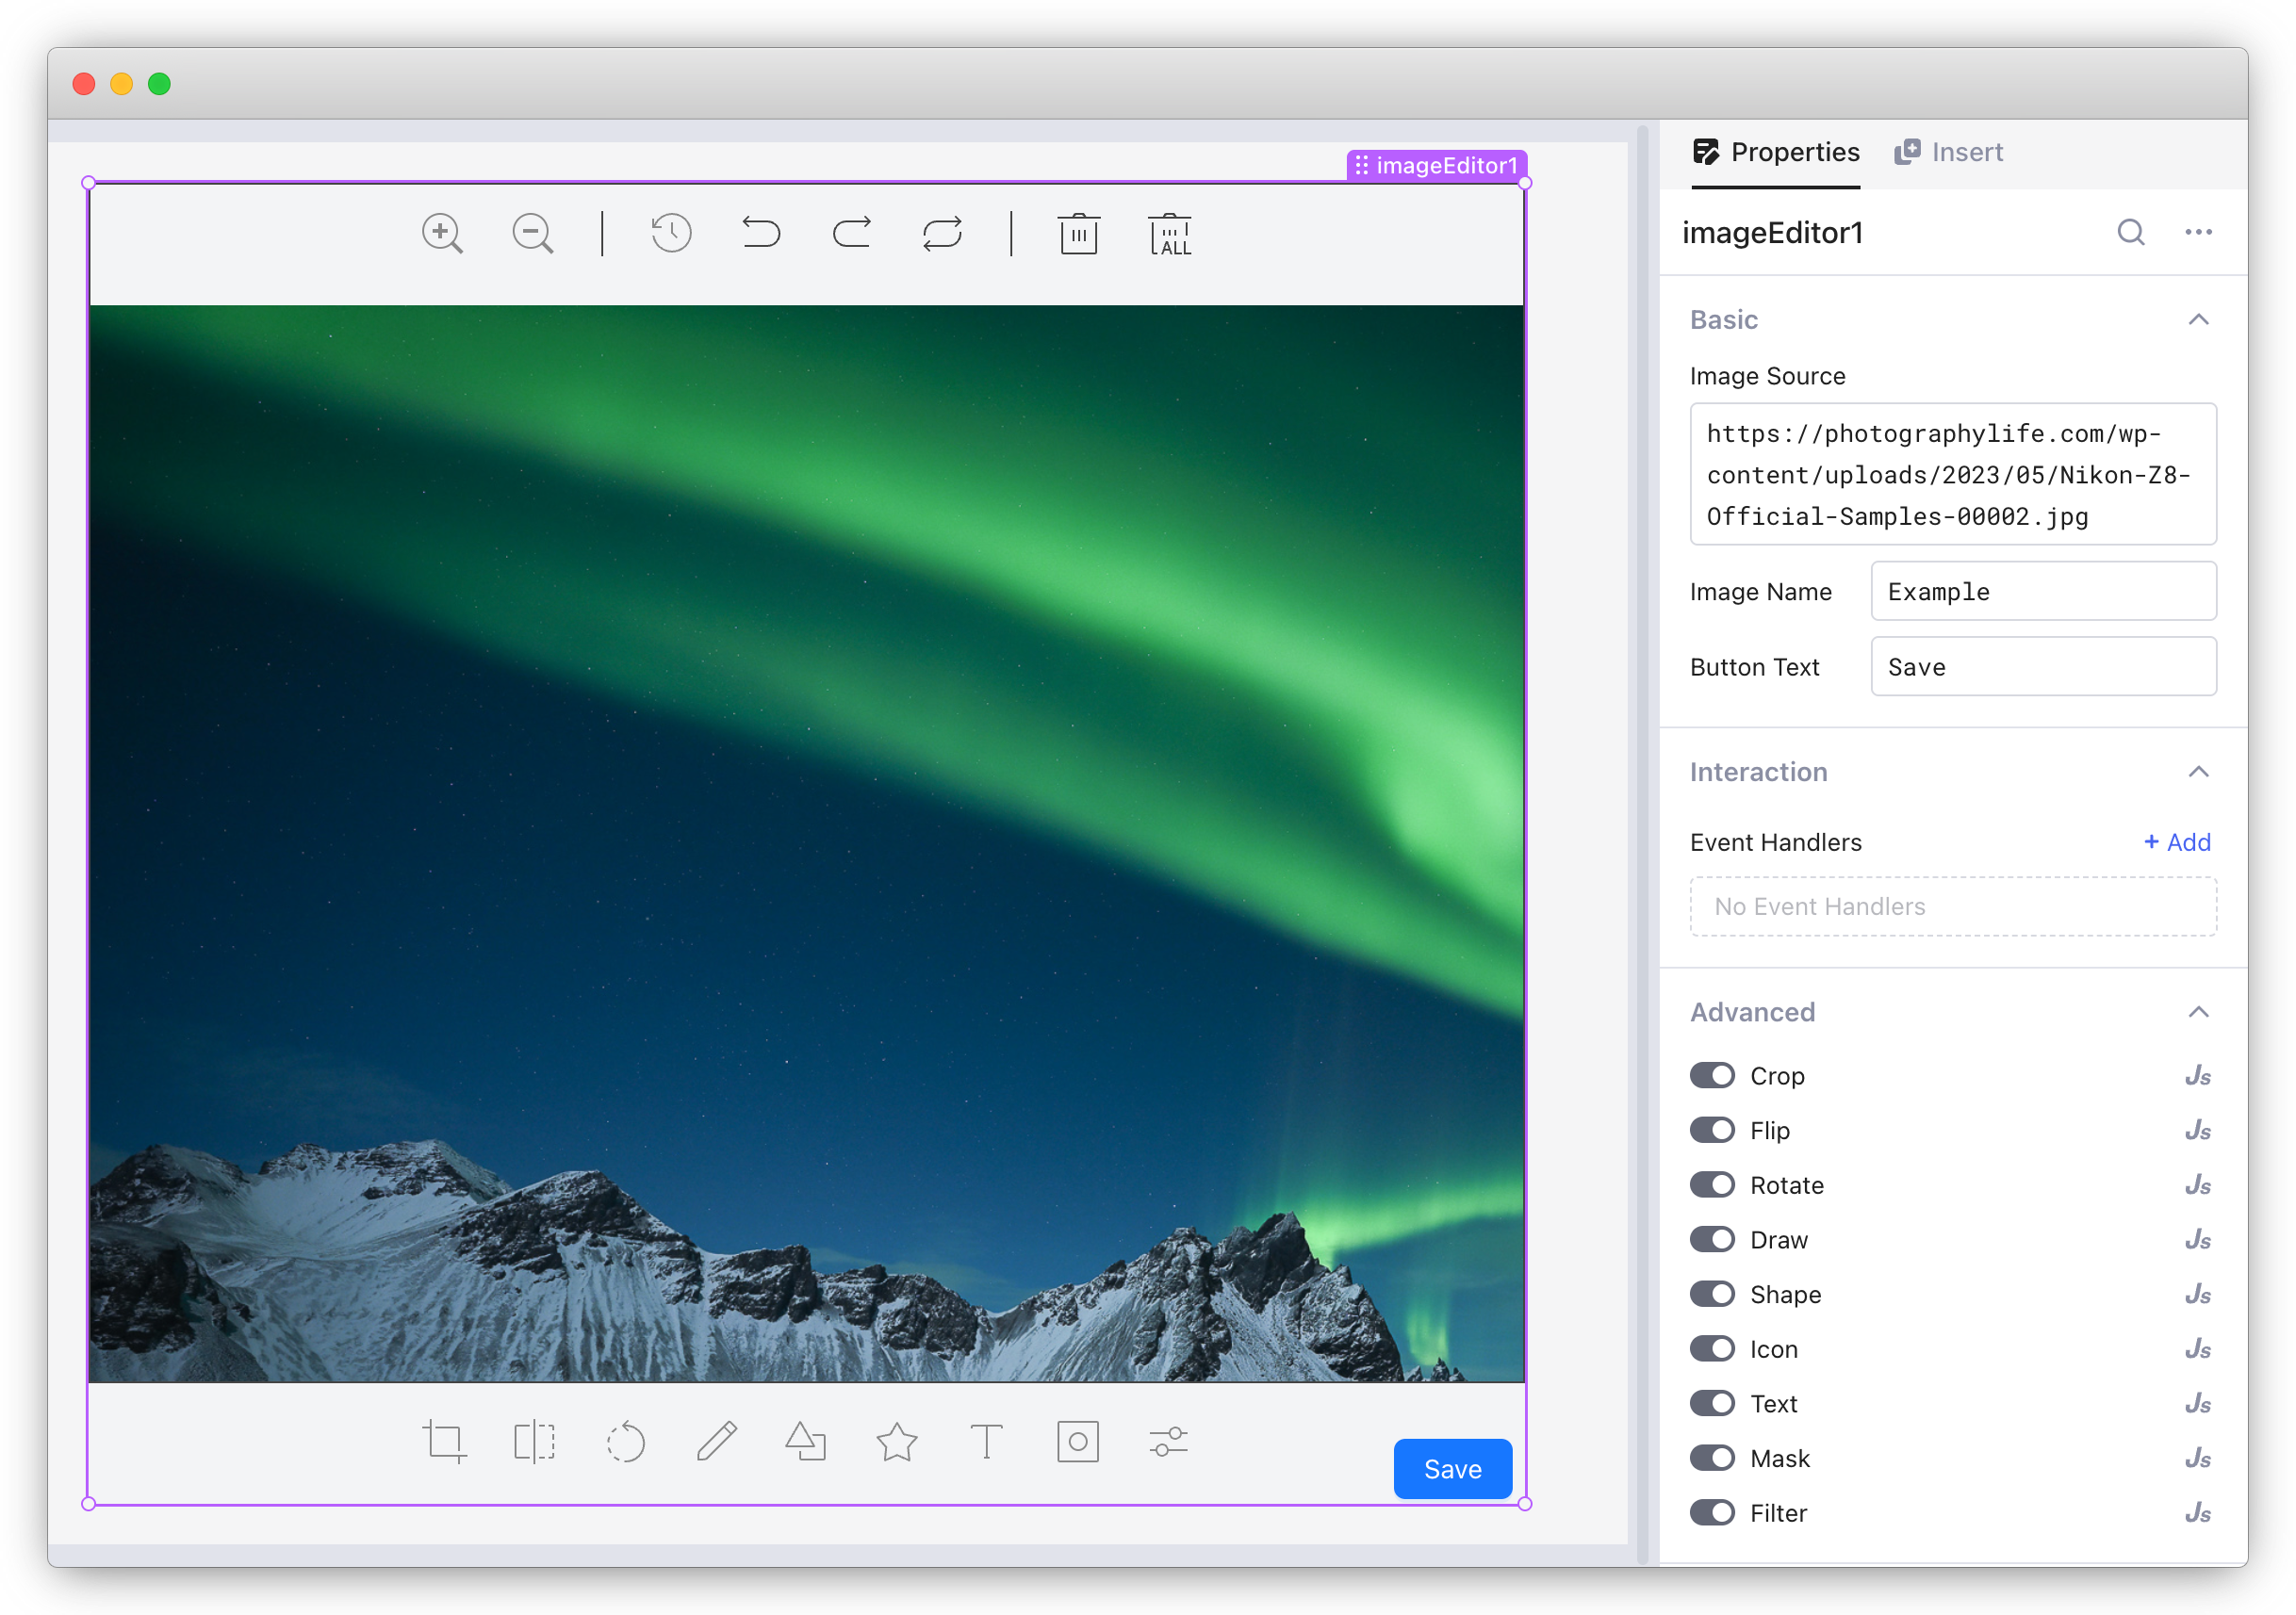 imageEditor1
ALL
Save
Properties
Insert
imageEditor1
Basic
Image Source
https://photographylife.com/wp-
content/uploads/2023/05/Nikon-Z8-
Official-Samples-00002.jpg
Image Name
Example
Button Text
Save
Interaction
Event Handlers
+ Add
No Event Handlers
Advanced
Crop
Js
Flip
Js
Rotate
Js
Draw
Js
Shape
Js
Icon
Js
Text
Js
Mask
Js
Filter
Js